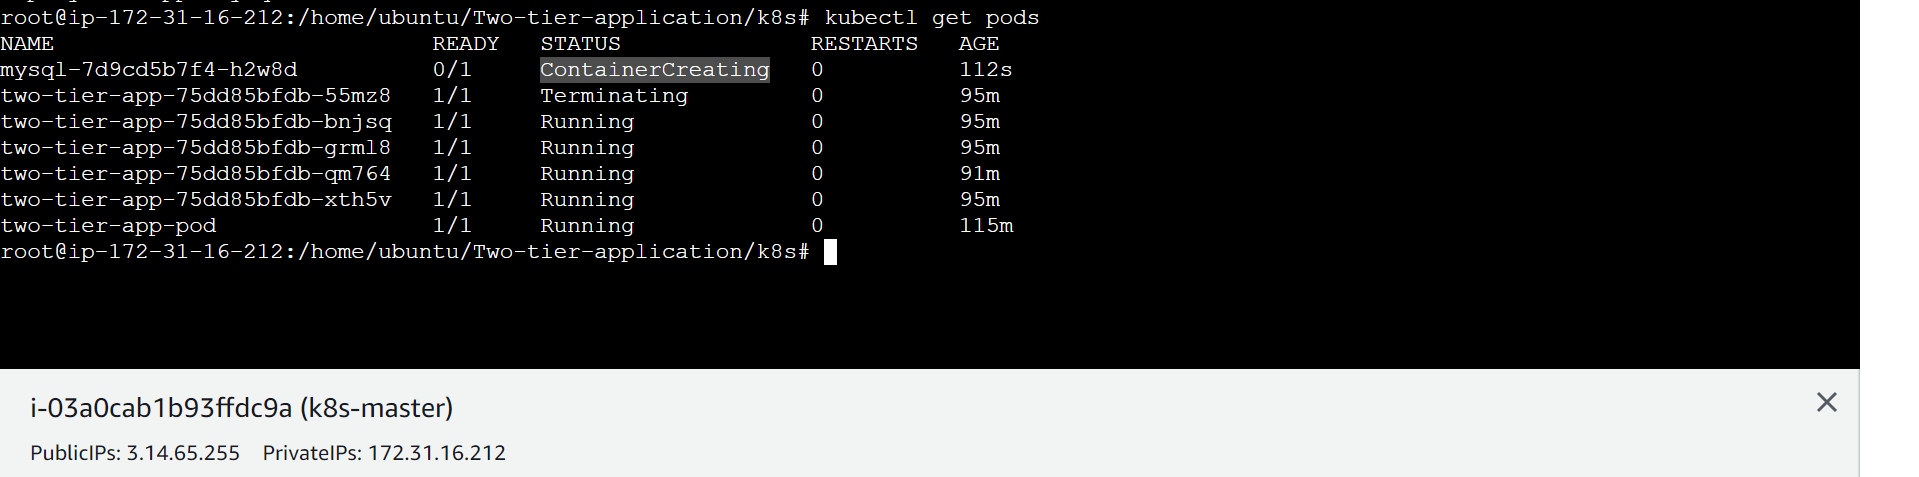 root@ip-172-31-16-212:/home/ubuntu/Two-tier-application/k8s# kubectl get pods
NAME READY STATUS RESTARTS AGE
mysql-7d9cd5b7f4-h2w8d 0/1 ContainerCreating 0 112s
two-tier-app-75dd85bfdb-55mz8 1/1 Terminating 0 95m
two-tier-app-75dd85bfdb-bnjsq 1/1 Running 0 95m
two-tier-app-75dd85bfdb-grml8 1/1 Running 0 95m
two-tier-app-75dd85bfdb-qm764 1/1 Running 0 91m
two-tier-app-75dd85bfdb-xth5v 1/1 Running 0 95m
two-tier-app-pod 1/1 Running 0 115m
root@ip-172-31-16-212:/home/ubuntu/Two-tier-application/k8s#
i-03a0cab1b93ffdc9a (k8s-master)
PublicIPs: 3.14.65.255 PrivateIPs: 172.31.16.212